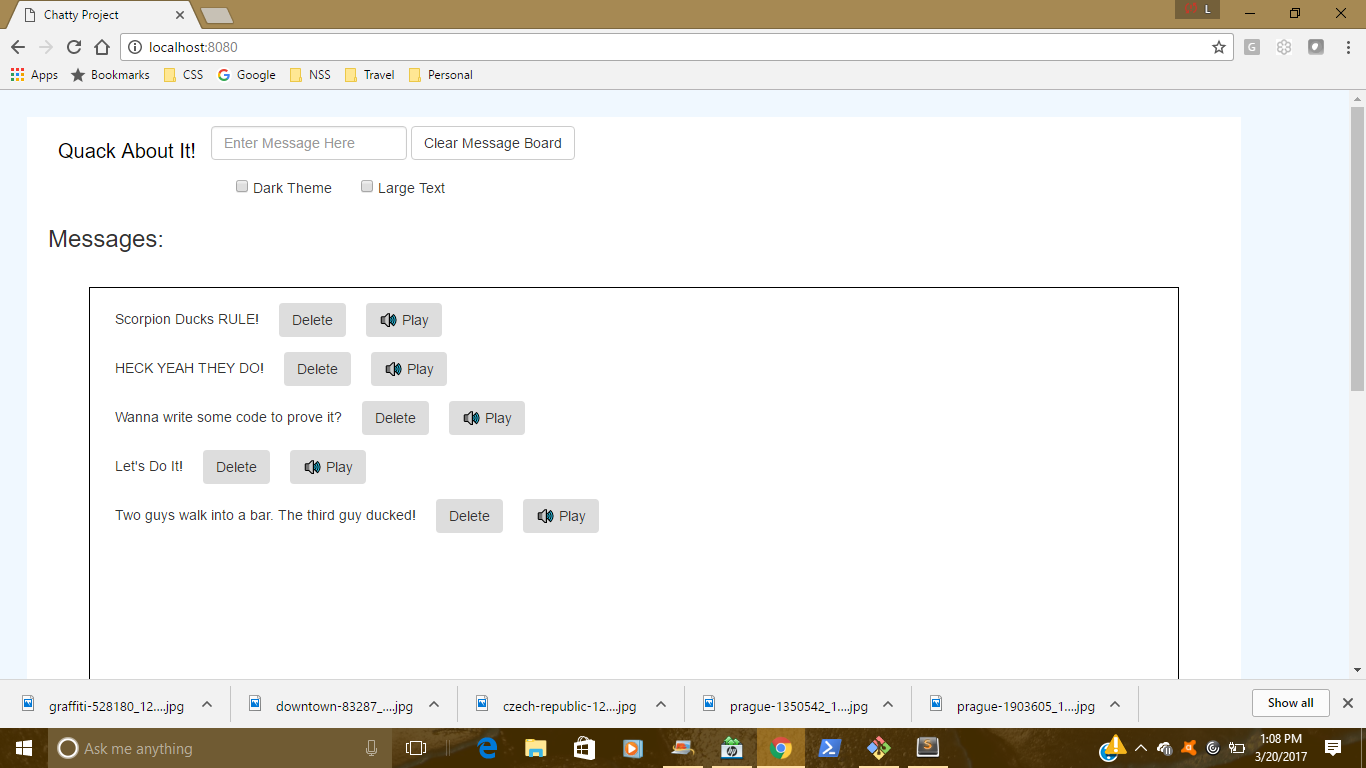 Chatty Project
L
localhost:8080
G
Apps Bookmarks CSS Google NSS Travel Personal
Quack About It! Enter Message Here Clear Message Board
Dark Theme Large Text
Messages:
Scorpion Ducks RULE! Delete Play
HECK YEAH THEY DO! Delete Play
Wanna write some code to prove it? Delete Play
Let's Do It! Delete Play
Two guys walk into a bar. The third guy ducked! Delete Play
graffiti-528180_12....jpg downtown-83287_....jpg czech-republic-12....jpg prague-1350542_1....jpg prague-1903605_1....jpg Show all
Ask me anything
hp
S
1:08 PM
3/20/2017